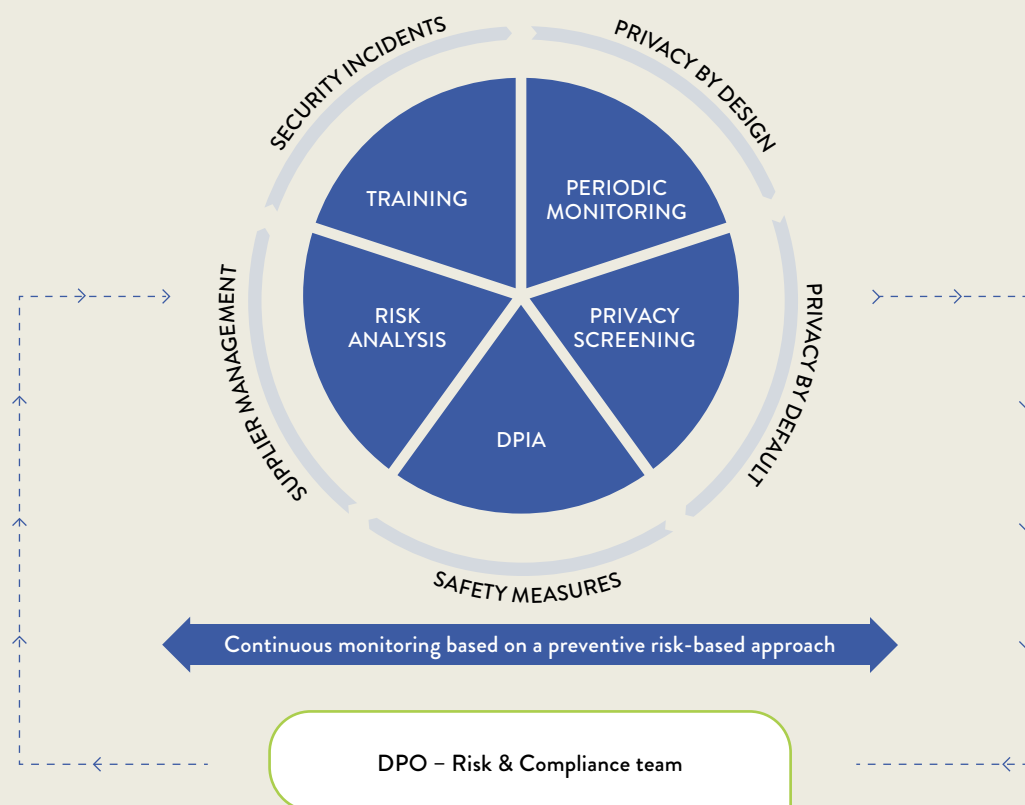 SECURITY INCIDENTS
PRIVACY BY DESIGN
TRAINING
PERIODIC
MONITORING
SUPPLIER MANAGEMENT
RISK
ANALYSIS
PRIVACY
SCREENING
PRIVACY BY DEFAULT
DPIA
SAFETY MEASURES
Continuous monitoring based on a preventive risk-based approach
DPO – Risk & Compliance team